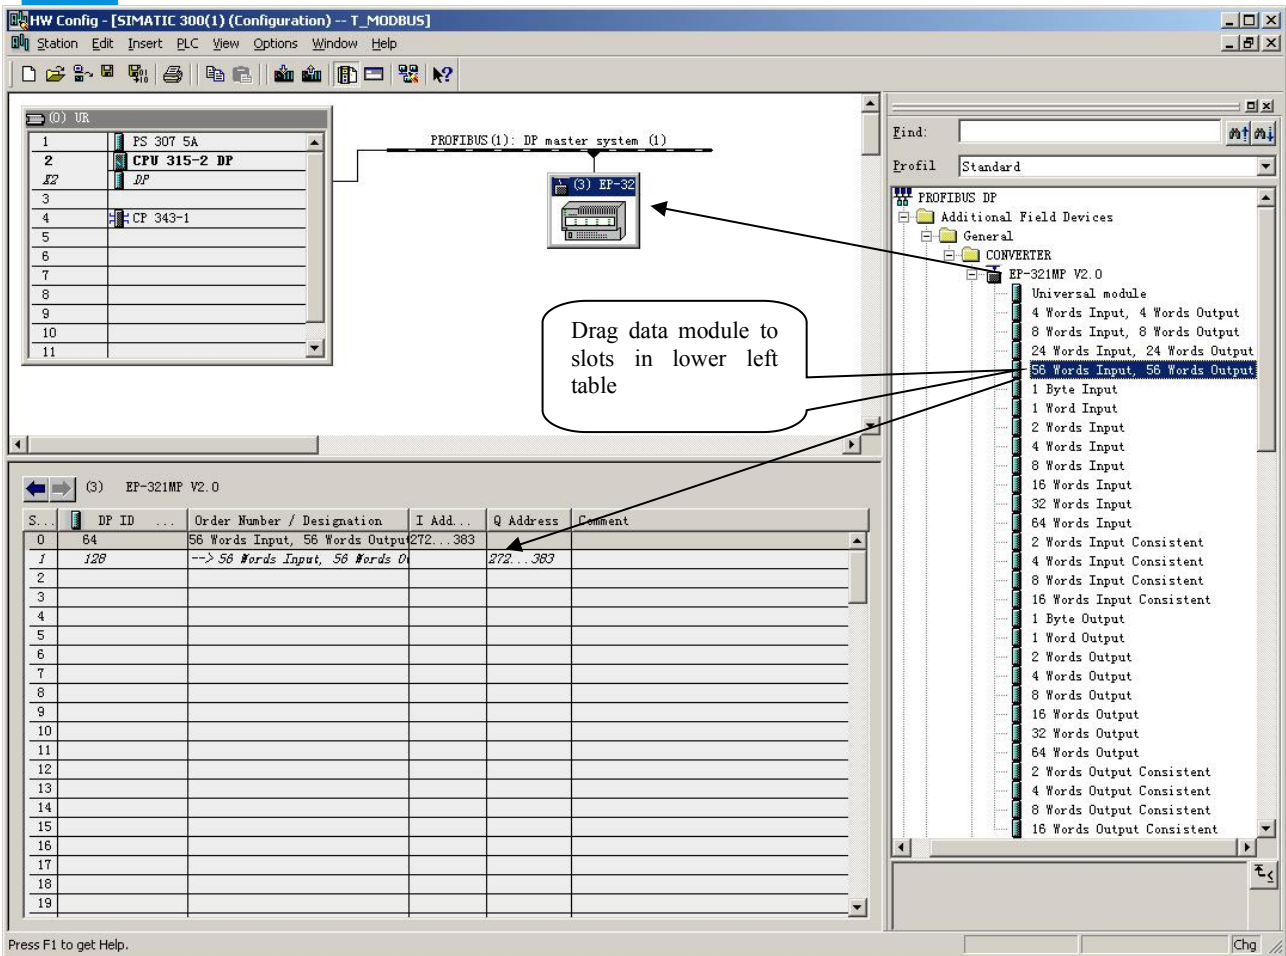 HW Config - [SIMATIC 300(1) (Configuration) -- T_MODBUS]
Station Edit Insert PLC View Options Window Help
(0) UR
1 PS 307 5A
2 CPU 315-2 DP
X2 DP
3
4 CP 343-1
5
6
7
8
9
10
11
PROFIBUS(1): DP master system (1)
(3) EP-32
Drag data module to
slots in lower left
table
Find:
Profil Standard
PROFIBUS DP
Additional Field Devices
General
CONVERTER
EP-321MP V2.0
Universal module
4 Words Input, 4 Words Output
8 Words Input, 8 Words Output
24 Words Input, 24 Words Output
56 Words Input, 56 Words Output
1 Byte Input
1 Word Input
2 Words Input
4 Words Input
8 Words Input
16 Words Input
32 Words Input
64 Words Input
2 Words Input Consistent
4 Words Input Consistent
8 Words Input Consistent
16 Words Input Consistent
1 Byte Output
1 Word Output
2 Words Output
4 Words Output
8 Words Output
16 Words Output
32 Words Output
64 Words Output
2 Words Output Consistent
4 Words Output Consistent
8 Words Output Consistent
16 Words Output Consistent
(3) EP-321MP V2.0
S... DP ID ... Order Number / Designation I Add... Q Address Comment
0 64 56 Words Input, 56 Words Output 272...383
1 128 --> 56 Words Input, 56 Words O 272...383
2
3
4
5
6
7
8
9
10
11
12
13
14
15
16
17
18
19
Press F1 to get Help.
Chg